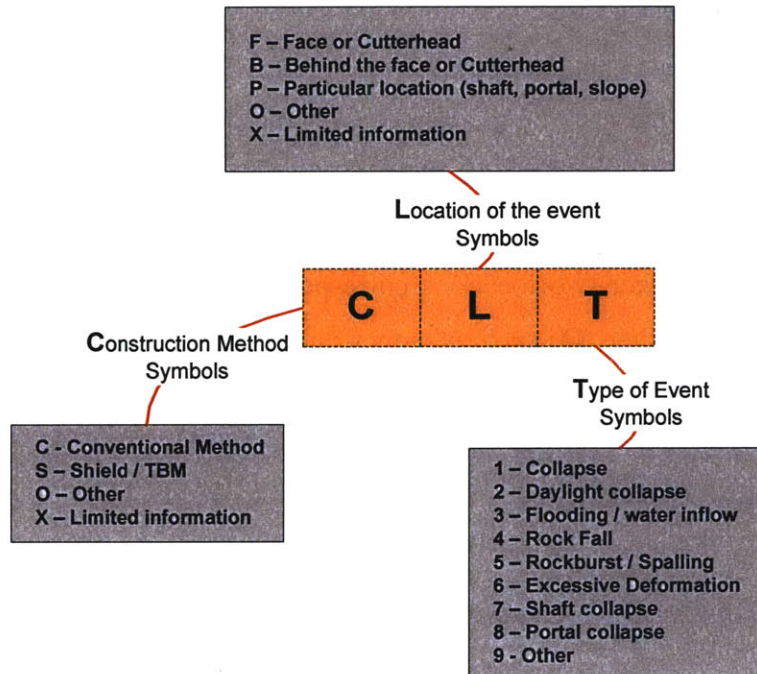 F – Face or Cutterhead
B – Behind the face or Cutterhead
P – Particular location (shaft, portal, slope)
O – Other
X – Limited information
Location of the event
Symbols
C L T
Construction Method
Symbols
Type of Event
Symbols
C - Conventional Method
S – Shield / TBM
O – Other
X – Limited information
1 – Collapse
2 – Daylight collapse
3 – Flooding / water inflow
4 – Rock Fall
5 – Rockburst / Spalling
6 – Excessive Deformation
7 – Shaft collapse
8 – Portal collapse
9 - Other